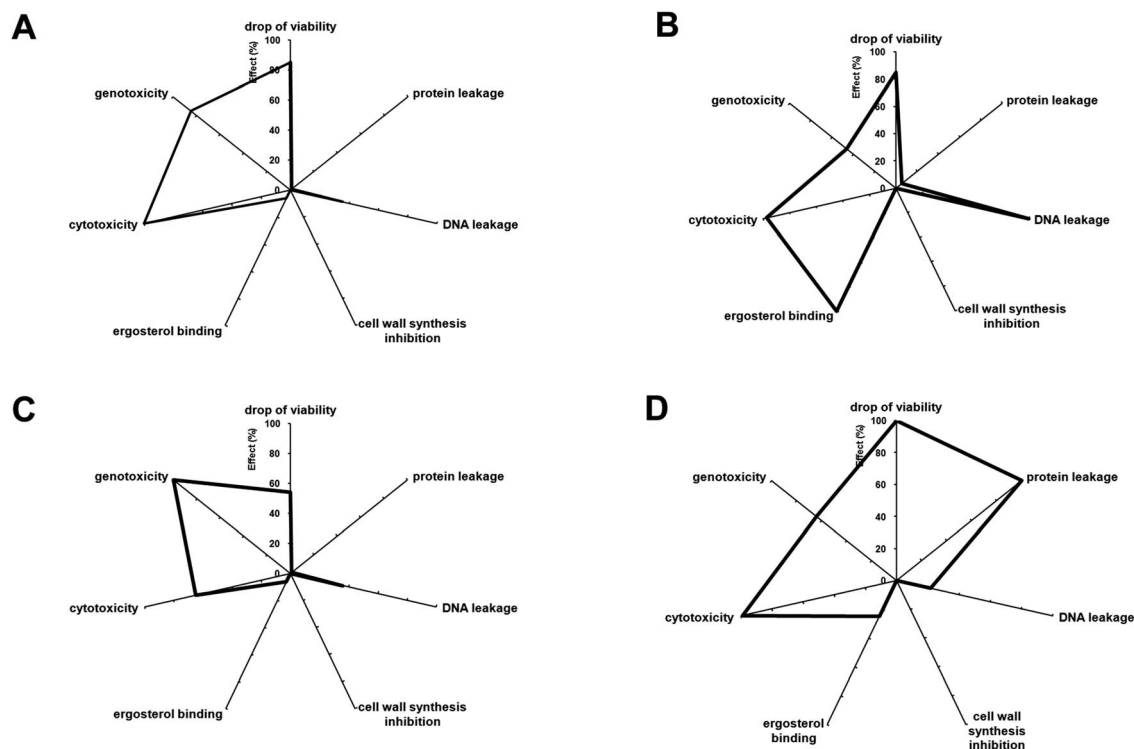 A
drop of viability
100
80
60
40
20
0
Effect (%)
genotoxicity
protein leakage
cytotoxicity
DNA leakage
ergosterol binding
cell wall synthesis
inhibition
B
drop of viability
100
80
60
40
20
0
Effect (%)
genotoxicity
protein leakage
cytotoxicity
DNA leakage
ergosterol binding
cell wall synthesis
inhibition
C
drop of viability
100
80
60
40
20
0
Effect (%)
genotoxicity
protein leakage
cytotoxicity
DNA leakage
ergosterol binding
cell wall synthesis
inhibition
D
drop of viability
100
80
60
40
20
0
Effect (%)
genotoxicity
protein leakage
cytotoxicity
DNA leakage
ergosterol
binding
cell wall
synthesis
inhibition